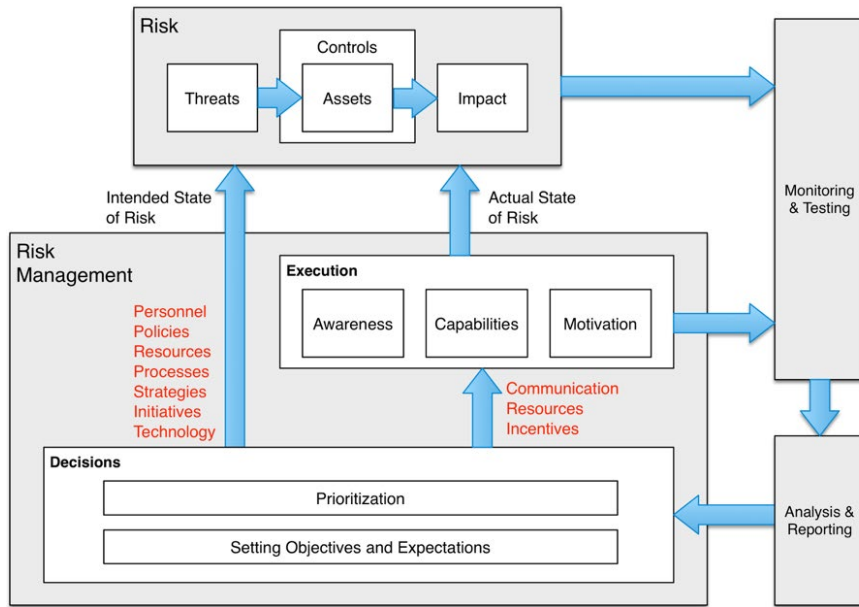 Risk
Controls
Threats
Assets
Impact
Monitoring
& Testing
Intended State
of Risk
Actual State
of Risk
Risk
Management
Execution
Awareness
Capabilities
Motivation
Personnel
Policies
Resources
Processes
Strategies
Initiatives
Technology
Communication
Resources
Incentives
Decisions
Prioritization
Setting Objectives and Expectations
Analysis &
Reporting